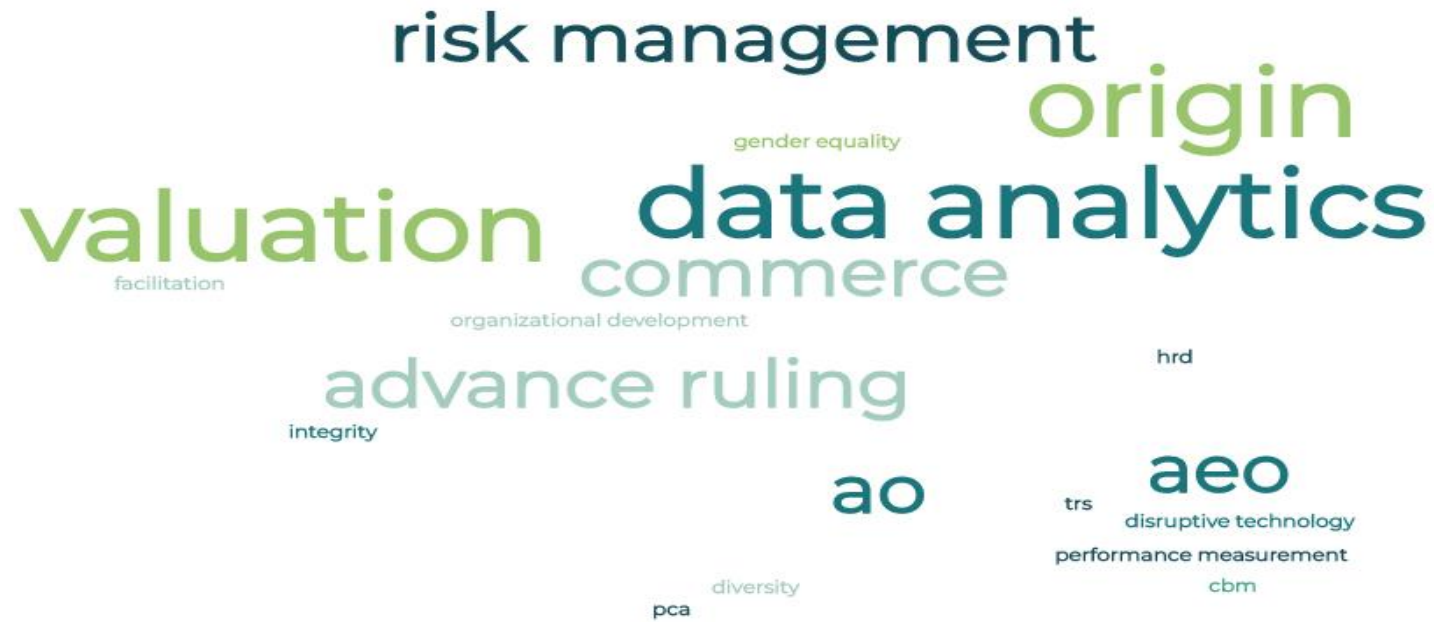 risk management
origin
gender equality
data analytics
valuation
commerce
facilitation
organizational development
hrd
advance ruling
integrity
aeo
ao
trs
disruptive technology
performance measurement
diversity
cbm
pca